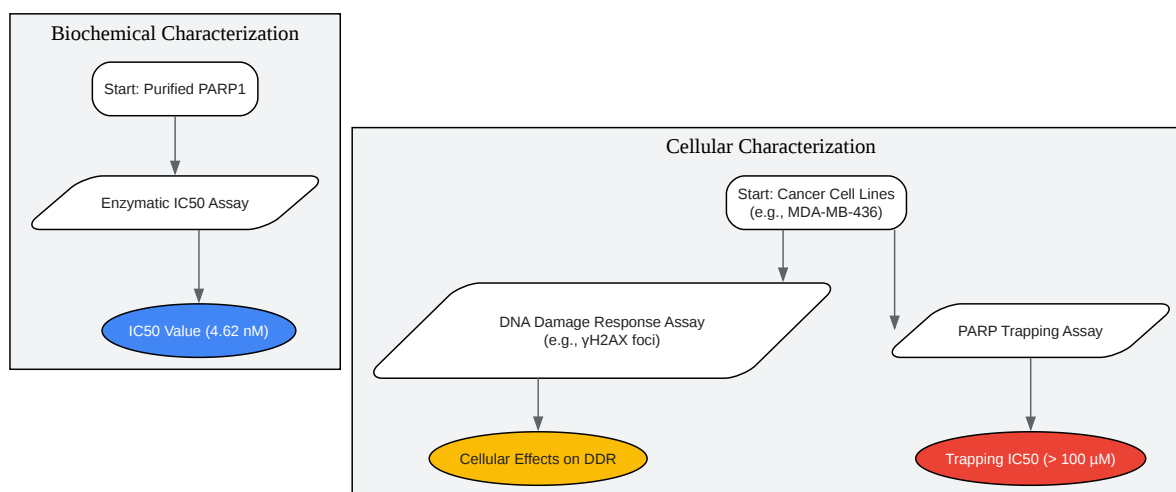 Biochemical Characterization
Start: Purified PARP1
Enzymatic IC50 Assay
IC50 Value (4.62 nM)
Cellular Characterization
Start: Cancer Cell Lines
(e.g., MDA-MB-436)
DNA Damage Response Assay
(e.g., γH2AX foci)
PARP Trapping Assay
Cellular Effects on DDR
Trapping IC50 (> 100 µM)